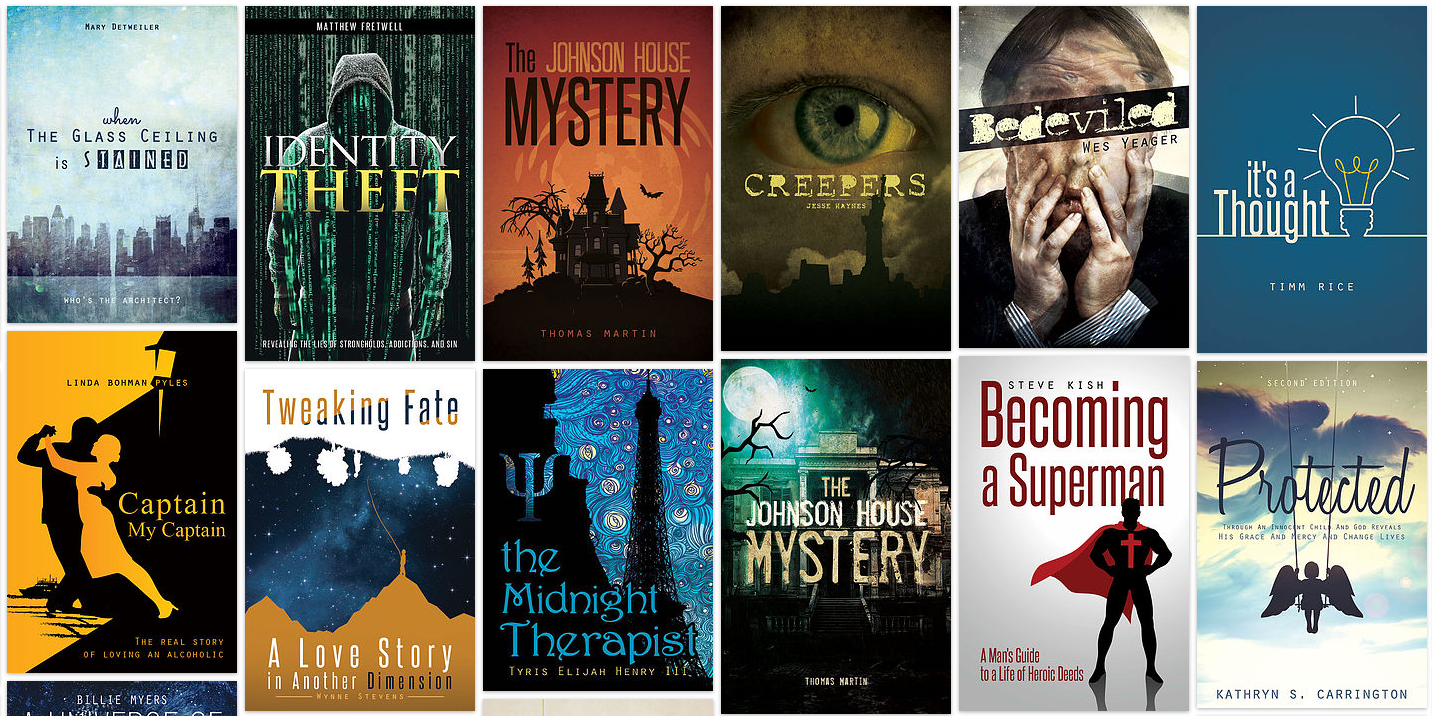 MARY DETWEILER
when
THE GLASS CEILING
is STAINED
WHO'S THE ARCHITECT?
MATTHEW FRETWELL
IDENTITY
THEFT
REVEALING THE LIES OF STRONGHOLDS, ADDICTIONS, AND SIN
The JOHNSON HOUSE
MYSTERY
THOMAS MARTIN
CREEPERS
JESSE HAYNES
Bedeviled
WES YEAGER
it's a
Thought
TIMM RICE
LINDA BOHMAN PYLES
Captain
My Captain
THE REAL STORY
OF LOVING AN ALCOHOLIC
Tweaking Fate
A Love Story
in Another Dimension
WYNNE STEVENS
Ψ
the
Midnight
Therapist
TYRIS ELIJAH HENRY III
THE
JOHNSON HOUSE
MYSTERY
THOMAS MARTIN
STEVE KISH
Becoming
a Superman
A Man's Guide
to a Life of Heroic Deeds
SECOND EDITION
Protected
THROUGH AN INNOCENT CHILD AND GOD REVEALS
HIS GRACE AND MERCY AND CHANGE LIVES
KATHRYN S. CARRINGTON
BILLIE MYERS
A UNIVERSE OF